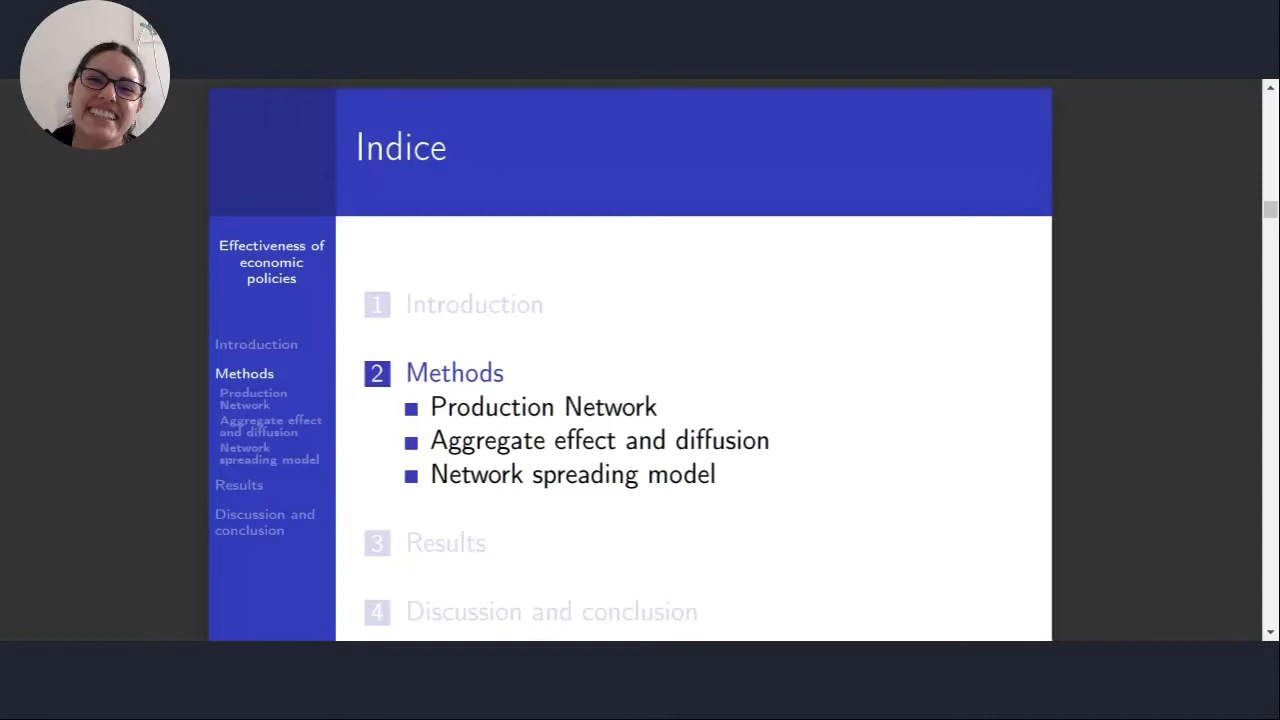 Indice
Effectiveness of
economic
policies
Introduction
Methods
Production
Network
Aggregate effect
and diffusion
Network
spreading model
Results
Discussion and
conclusion
1 Introduction
2 Methods
Production Network
Aggregate effect and diffusion
Network spreading model
3 Results
4 Discussion and conclusion